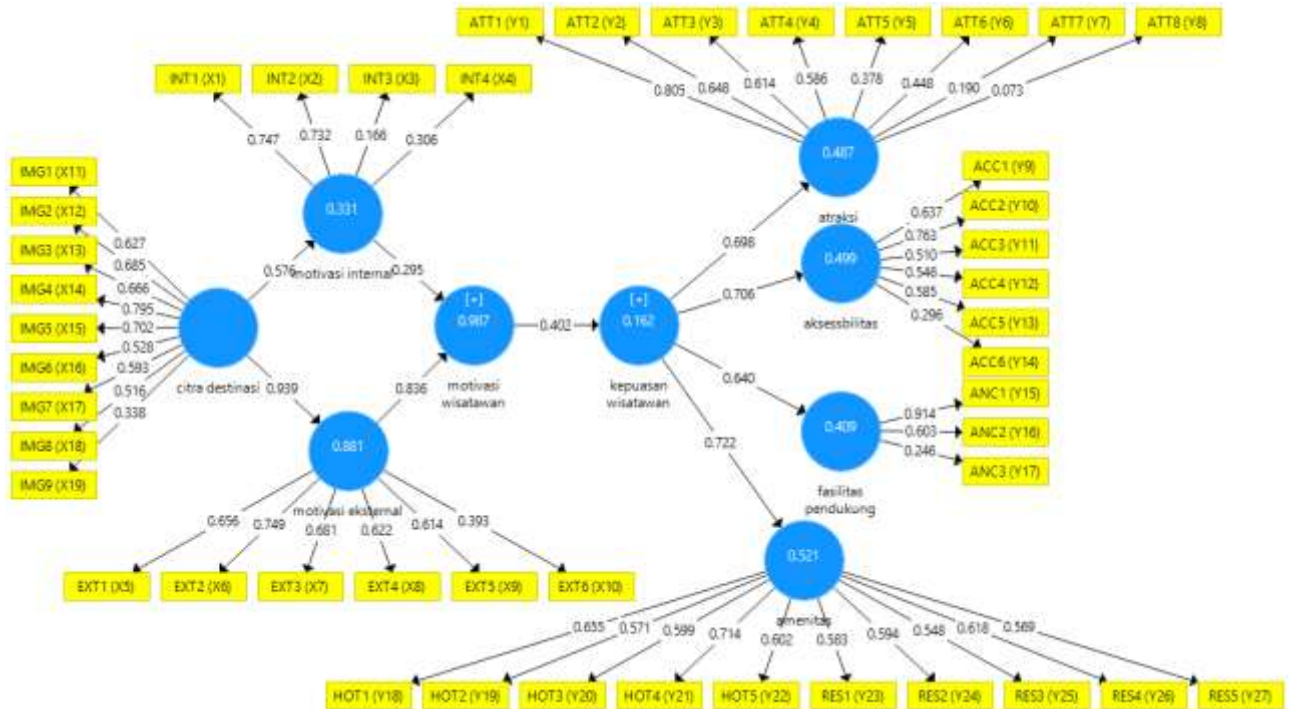 ATT1 (Y1) ATT2 (Y2) ATT3 (Y3) ATT4 (Y4) ATT5 (Y5) ATT6 (Y6) ATT7 (Y7) ATT8 (Y8)
0.805 0.648 0.614 0.586 0.378 0.448 0.190 0.073
INT1 (X1) INT2 (X2) INT3 (X3) INT4 (X4)
0.747 0.732 0.166 0.306
0.487
atraksi
IMG1 (X11)
IMG2 (X12)
IMG3 (X13)
IMG4 (X14)
IMG5 (X15)
IMG6 (X16)
IMG7 (X17)
IMG8 (X18)
IMG9 (X19)
0.627
0.685
0.666
0.795
0.702
0.528
0.593
0.516
0.338
citra destinasi
0.576
0.939
0.331
motivasi internal
0.295
0.881
motivasi eksternal
0.836
[+]
0.987
motivasi
wisatawan
0.402
[+]
0.162
kepuasan
wisatawan
0.698
0.706
0.640
0.722
0.499
aksessbilitas
0.637
0.763
0.510
0.546
0.585
0.296
ACC1 (Y9)
ACC2 (Y10)
ACC3 (Y11)
ACC4 (Y12)
ACC5 (Y13)
ACC6 (Y14)
0.409
fasilitas
pendukung
0.914
0.603
0.246
ANC1 (Y15)
ANC2 (Y16)
ANC3 (Y17)
0.656 0.749 0.681 0.622 0.614 0.393
EXT1 (X5) EXT2 (X6) EXT3 (X7) EXT4 (X8) EXT5 (X9) EXT6 (X10)
0.521
amenitas
0.655 0.571 0.599 0.714 0.602 0.583 0.594 0.548 0.618 0.569
HOT1 (Y18) HOT2 (Y19) HOT3 (Y20) HOT4 (Y21) HOT5 (Y22) RES1 (Y23) RES2 (Y24) RES3 (Y25) RES4 (Y26) RES5 (Y27)